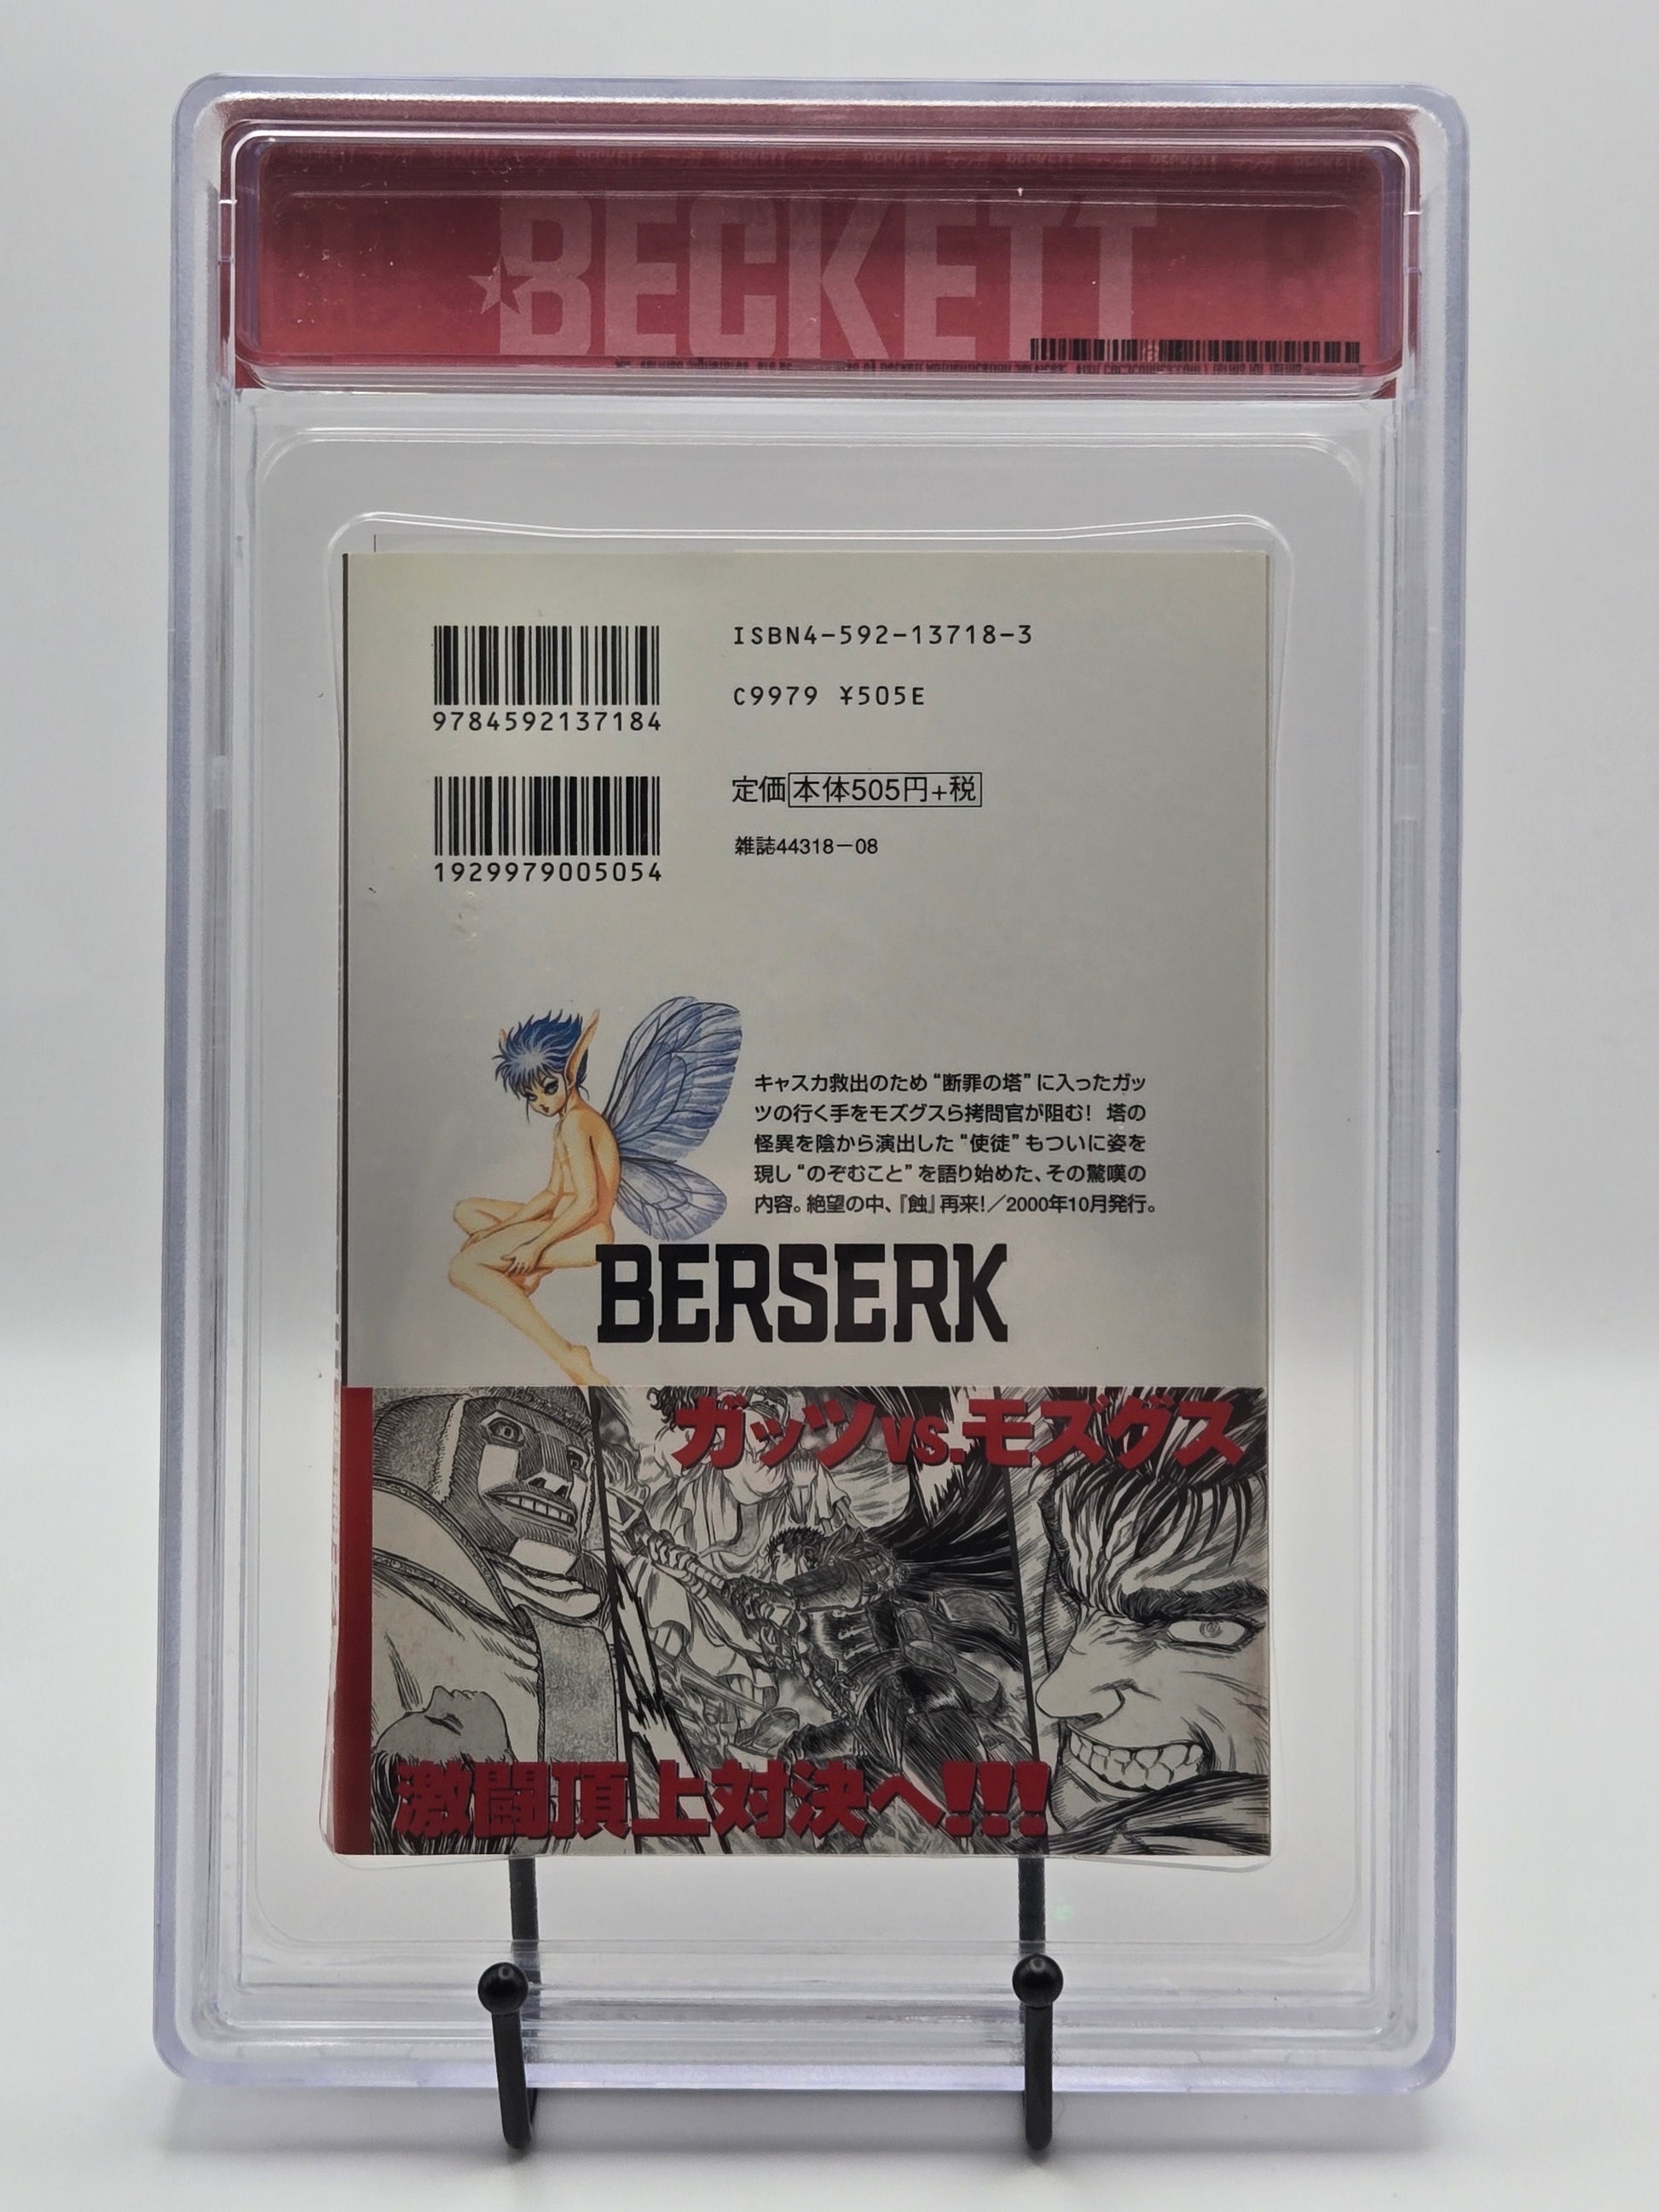 BECKETT
9784592137184
ISBN4-592-13718-3
C9979 ¥505E
1929979005054
定価本体505円+税
雑誌44318-08
キャスカ救出のため“断罪の塔”に入ったガッ
ツの行く手をモズグスら拷問官が阻む! 塔の
怪異を陰から演出した“使徒”もついに姿を
現し“のぞむこと”を語り始めた、その驚嘆の
内容。絶望の中、『蝕』再来!/2000年10月発行。
BERSERK
ガッツvs.モズグス
激闘頂上対決へ!!!